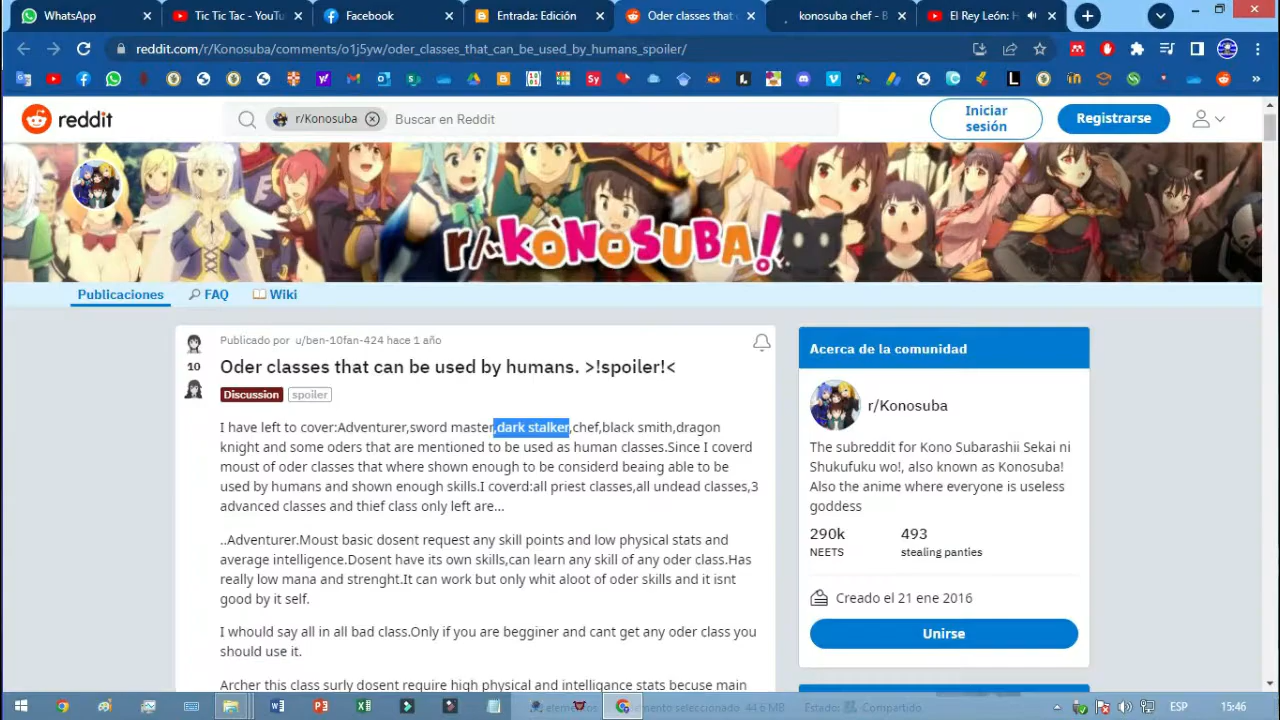 WhatsApp
Tic Tic Tac - YouTu
Facebook
Entrada: Edición
Oder classes that
konosuba chef - B
El Rey León: H
reddit.com/r/Konosuba/comments/o1j5yw/oder_classes_that_can_be_used_by_humans_spoiler/
reddit
r/Konosuba
Buscar en Reddit
Iniciar
sesión
Registrarse
r/KONOSUBA!
Publicaciones
FAQ
Wiki
Publicado por u/ben-10fan-424 hace 1 año
10
Oder classes that can be used by humans. >!spoiler!<
Discussion
spoiler
I have left to cover:Adventurer,sword master,dark stalker,chef,black smith,dragon
knight and some oders that are mentioned to be used as human classes.Since I coverd
moust of oder classes that where shown enough to be considerd beaing able to be
used by humans and shown enough skills.I coverd:all priest classes,all undead classes,3
advanced classes and thief class only left are...
..Adventurer.Moust basic dosent request any skill points and low physical stats and
average intelligence.Dosent have its own skills,can learn any skill of any oder class.Has
really low mana and strenght.It can work but only whit aloot of oder skills and it isnt
good by it self.
I whould say all in all bad class.Only if you are begginer and cant get any oder class you
should use it.
Archer this class surly dosent require high physical and intelligance stats becuse main
Acerca de la comunidad
r/Konosuba
The subreddit for Kono Subarashii Sekai ni
Shukufuku wo!, also known as Konosuba!
Also the anime where everyone is useless
goddess
290k
493
NEETS
stealing panties
Creado el 21 ene 2016
Unirse
elementos
mento seleccionado 44.6 MB
Estado:
Compartido
ESP
15:46